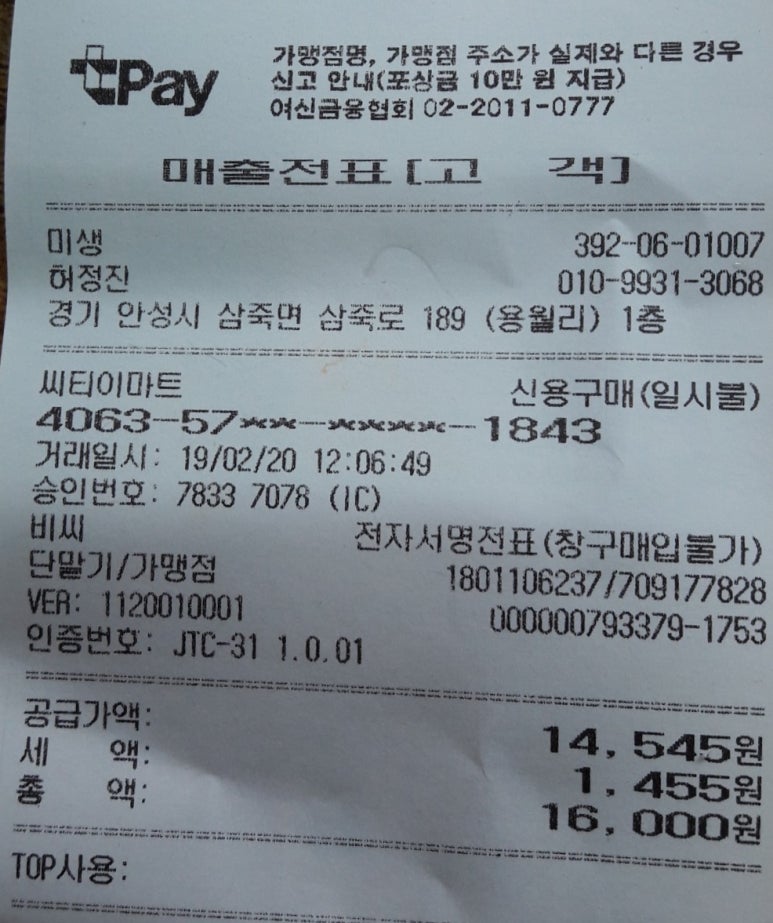 tPay
가맹점명, 가맹점 주소가 실제와 다른 경우
신고 안내(포상금 10만 원 지급)
여신금융협회 02-2011-0777
매출전표[고 객]
미생 392-06-01007
허정진 010-9931-3068
경기 안성시 삼죽면 삼죽로 189 (용월리) 1층
씨티이마트 신용구매(일시불)
4063-57**-****-1843
거래일시: 19/02/20 12:06:49
승인번호: 7833 7078 (IC)
비씨 전자서명전표(창구매입불가)
단말기/가맹점 1801106237/709177828
VER: 1120010001 000000793379-1753
인증번호: JTC-31 1.0.01
공급가액: 14,545원
세 액: 1,455원
총 액: 16,000원
TOP사용: